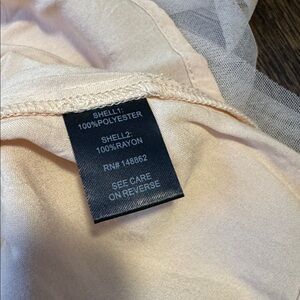 SHELL1:
100%POLYESTER
SHELL2:
100%RAYON
RN# 148862
SEE CARE
ON REVERSE